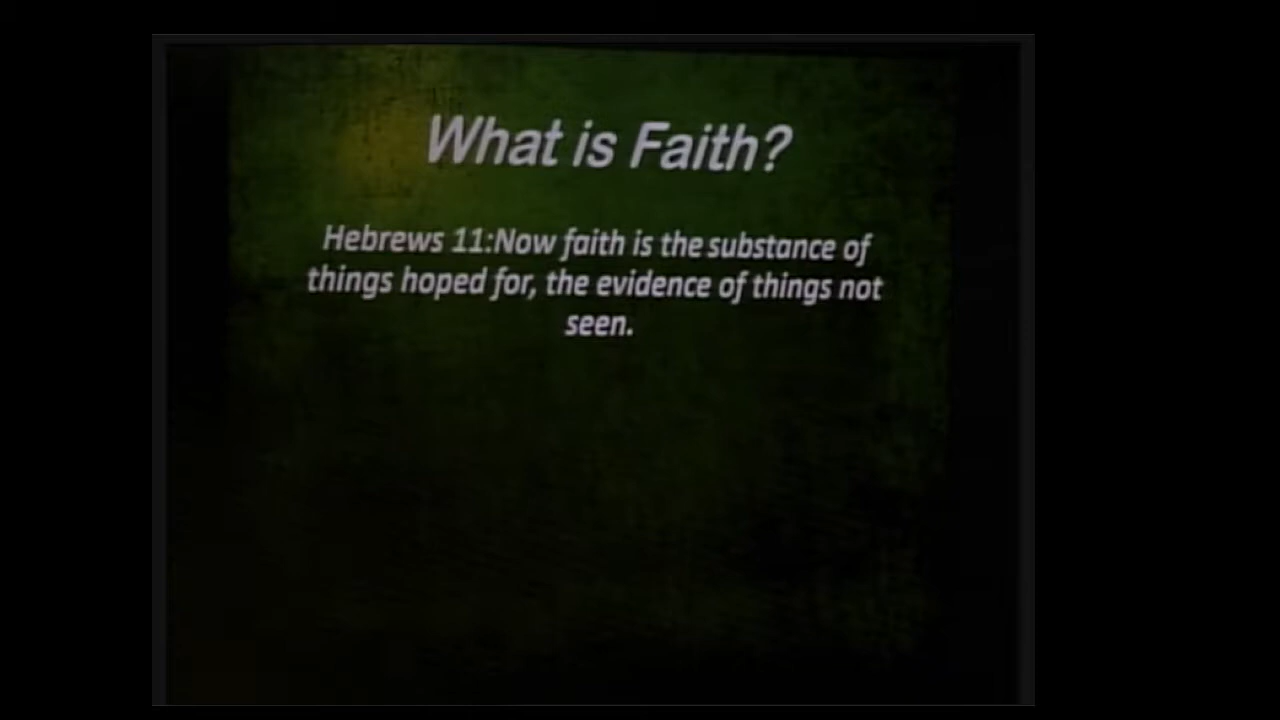 What is Faith?
Hebrews 11:Now faith is the substance of
things hoped for, the evidence of things not
seen.